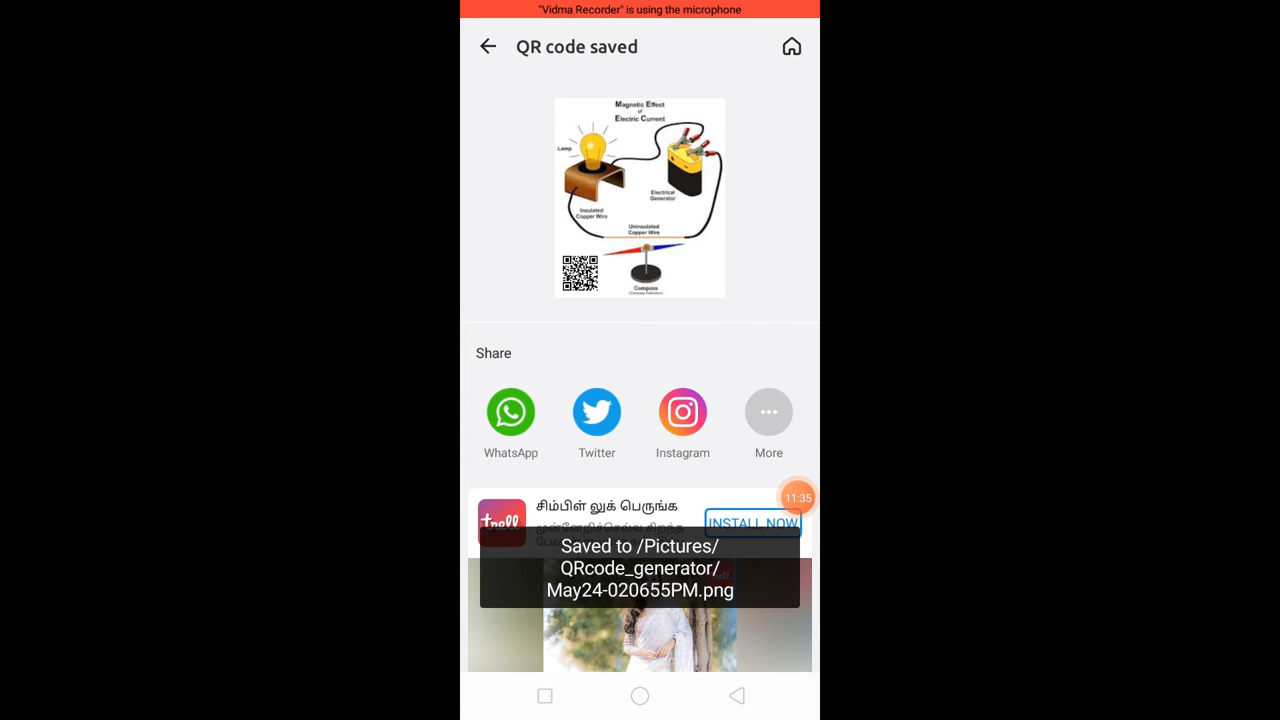 "Vidma Recorder" is using the microphone
QR code saved
Magnetic Effect
of
Electric Current
Lamp
Electrical
Generator
Insulated
Copper Wire
Uninsulated
Copper Wire
Compass
Share
WhatsApp
Twitter
Instagram
More
11:35
சிம்பிள் லுக் பெருங்க
trell
INSTALL NOW
Saved to /Pictures/
QRcode_generator/
May24-020655PM.png